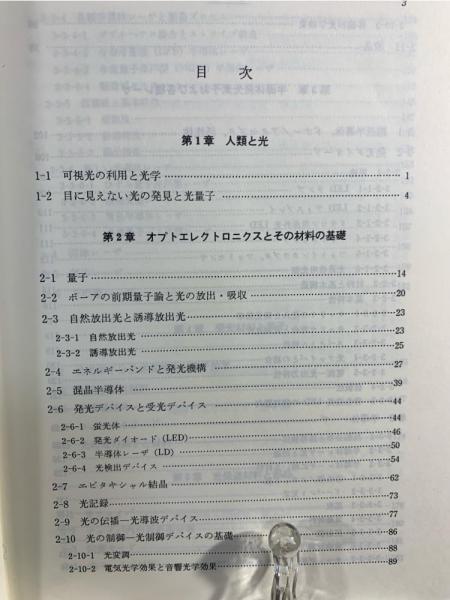 3
目次
第1章 人類と光
1-1 可視光の利用と光学 1
1-2 目に見えない光の発見と光量子 4
第2章 オプトエレクトロニクスとその材料の基礎
2-1 量子 14
2-2 ボーアの前期量子論と光の放出・吸収 20
2-3 自然放出光と誘導放出光 23
2-3-1 自然放出光 23
2-3-2 誘導放出光 25
2-4 エネルギーバンドと発光機構 27
2-5 混晶半導体 39
2-6 発光デバイスと受光デバイス 44
2-6-1 蛍光体 44
2-6-2 発光ダイオード (LED) 46
2-6-3 半導体レーザ (LD) 50
2-6-4 光検出デバイス 54
2-7 エピタキシャル結晶 62
2-8 光記録 73
2-9 光の伝播―光導波デバイス 77
2-10 光の制御―光制御デバイスの基礎 86
2-10-1 光変調 88
2-10-2 電気光学効果と音響光学効果 89